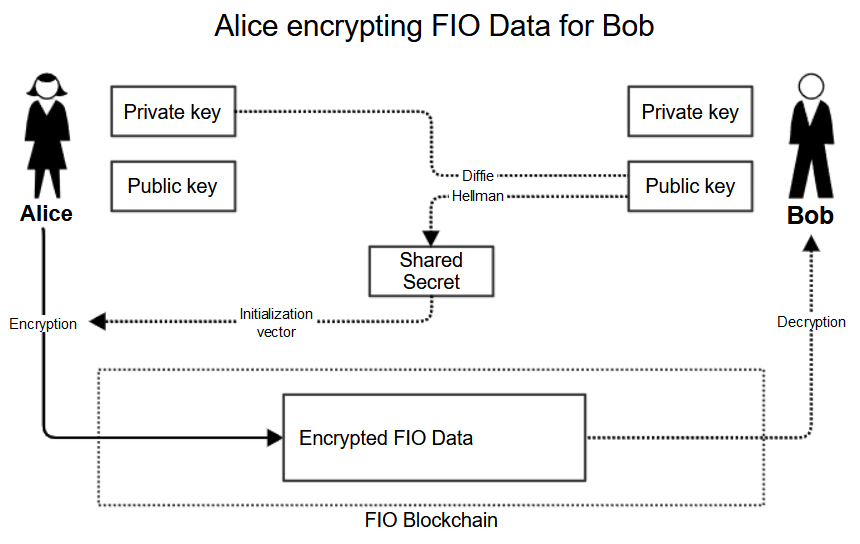 Alice encrypting FIO Data for Bob
Private key
Private key
Public key
Diffie
Hellman
Public key
Alice
Bob
Shared
Secret
Initialization
vector
Encryption
Decryption
Encrypted FIO Data
FIO Blockchain